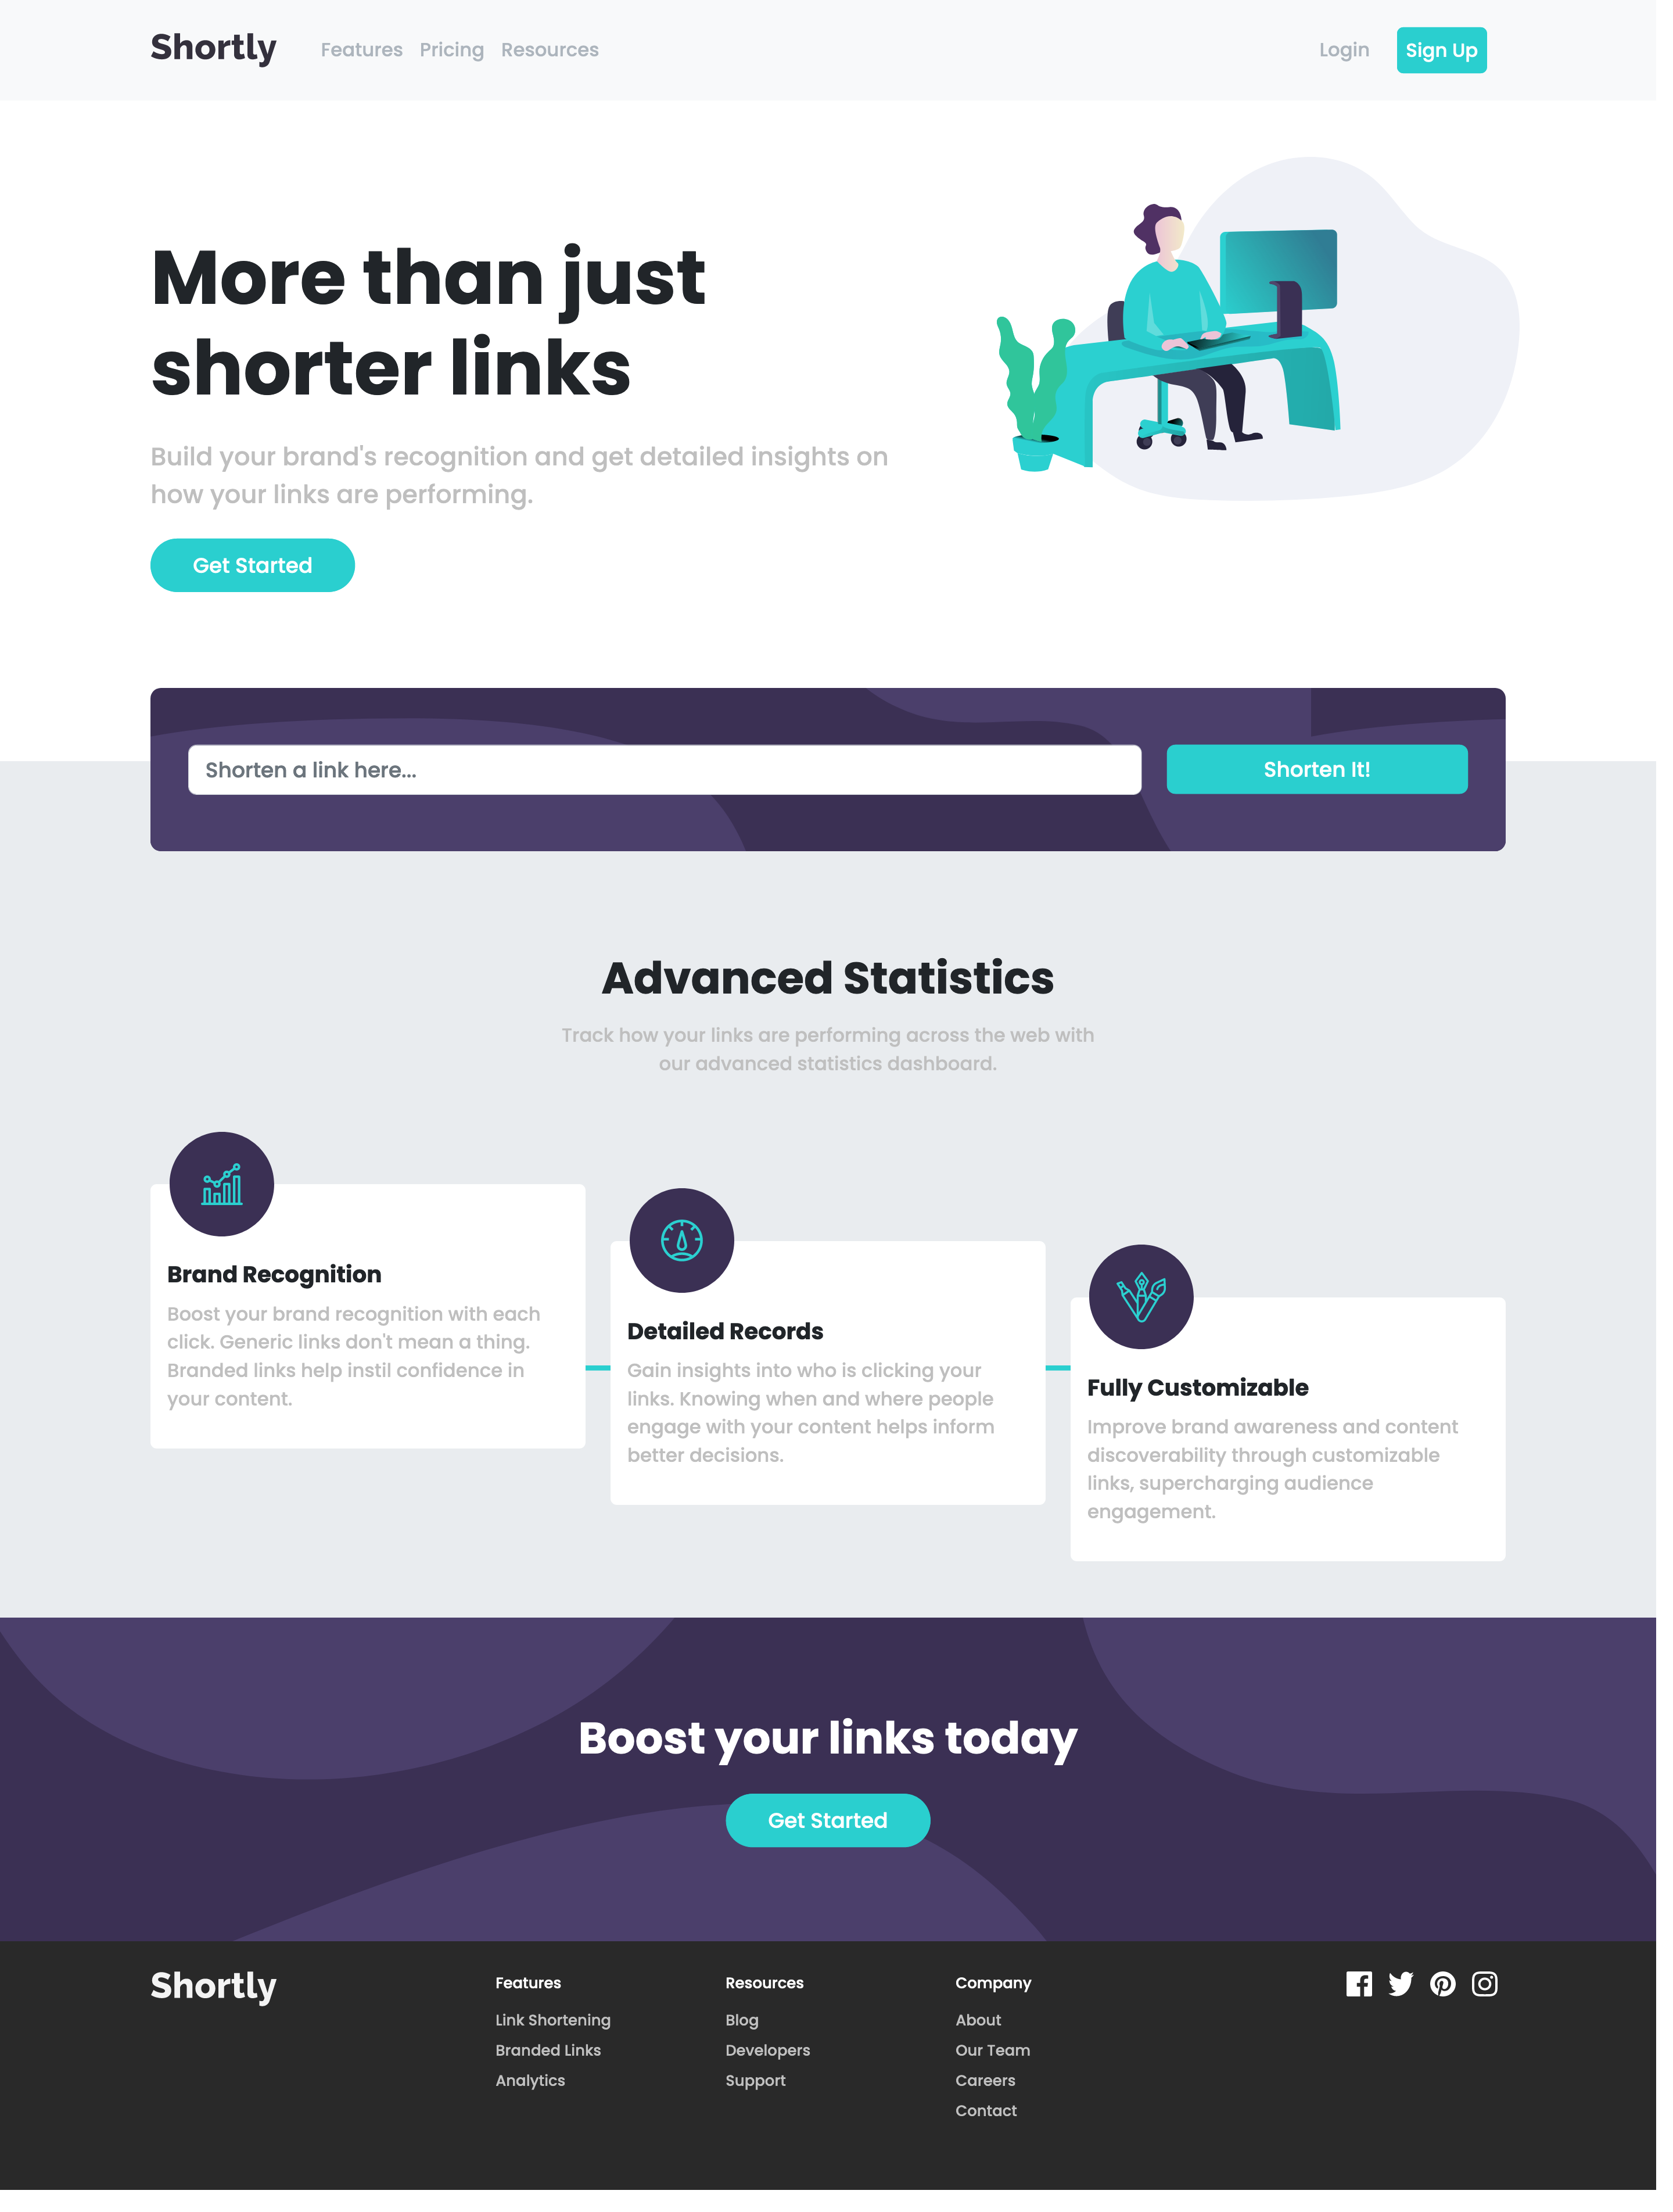 Shortly
Features Pricing Resources
Login
Sign Up
More than just
shorter links
Build your brand's recognition and get detailed insights on
how your links are performing.
Get Started
Shorten a link here...
Shorten It!
Advanced Statistics
Track how your links are performing across the web with
our advanced statistics dashboard.
Brand Recognition
Boost your brand recognition with each
click. Generic links don't mean a thing.
Branded links help instil confidence in
your content.
Detailed Records
Gain insights into who is clicking your
links. Knowing when and where people
engage with your content helps inform
better decisions.
Fully Customizable
Improve brand awareness and content
discoverability through customizable
links, supercharging audience
engagement.
Boost your links today
Get Started
Shortly
Features
Link Shortening
Branded Links
Analytics
Resources
Blog
Developers
Support
Company
About
Our Team
Careers
Contact